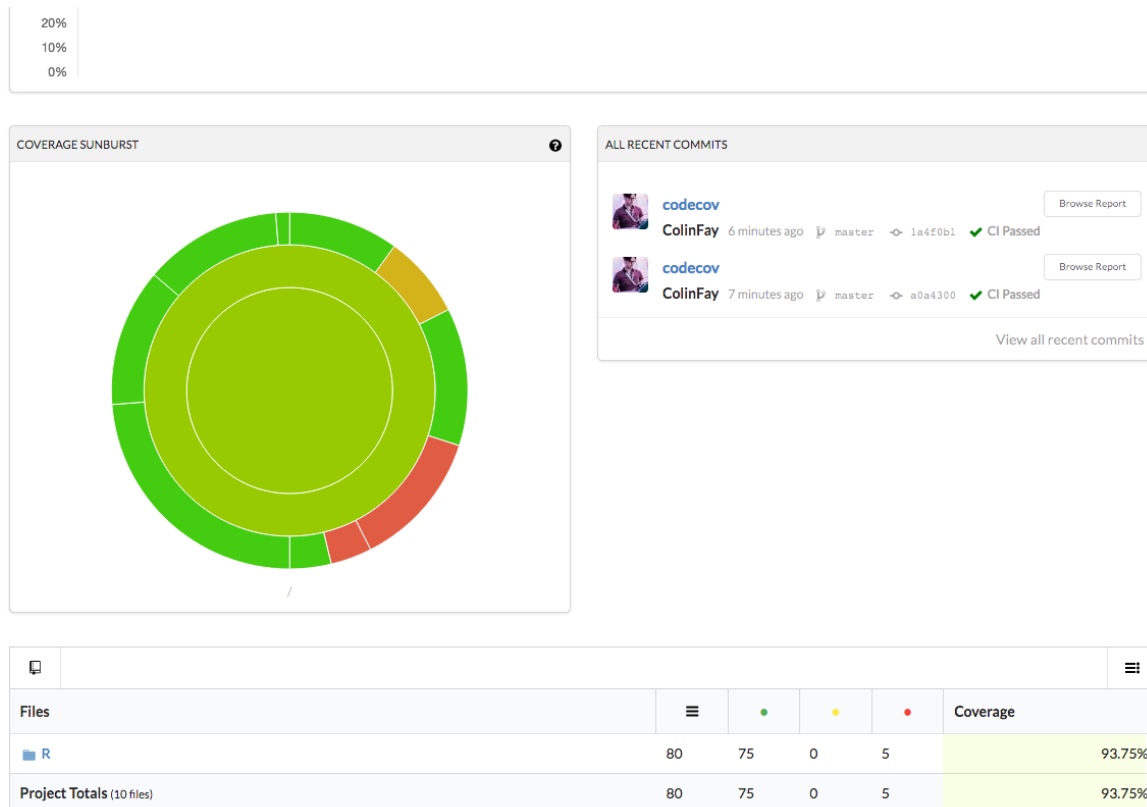 20%
10%
0%
COVERAGE SUNBURST
/
ALL RECENT COMMITS
codecov
Browse Report
ColinFay 6 minutes ago master 1a4f0b1 CI Passed
codecov
Browse Report
ColinFay 7 minutes ago master a0a4300 CI Passed
View all recent commits
Files Coverage
R 80 75 0 5 93.75%
Project Totals (10 files) 80 75 0 5 93.75%